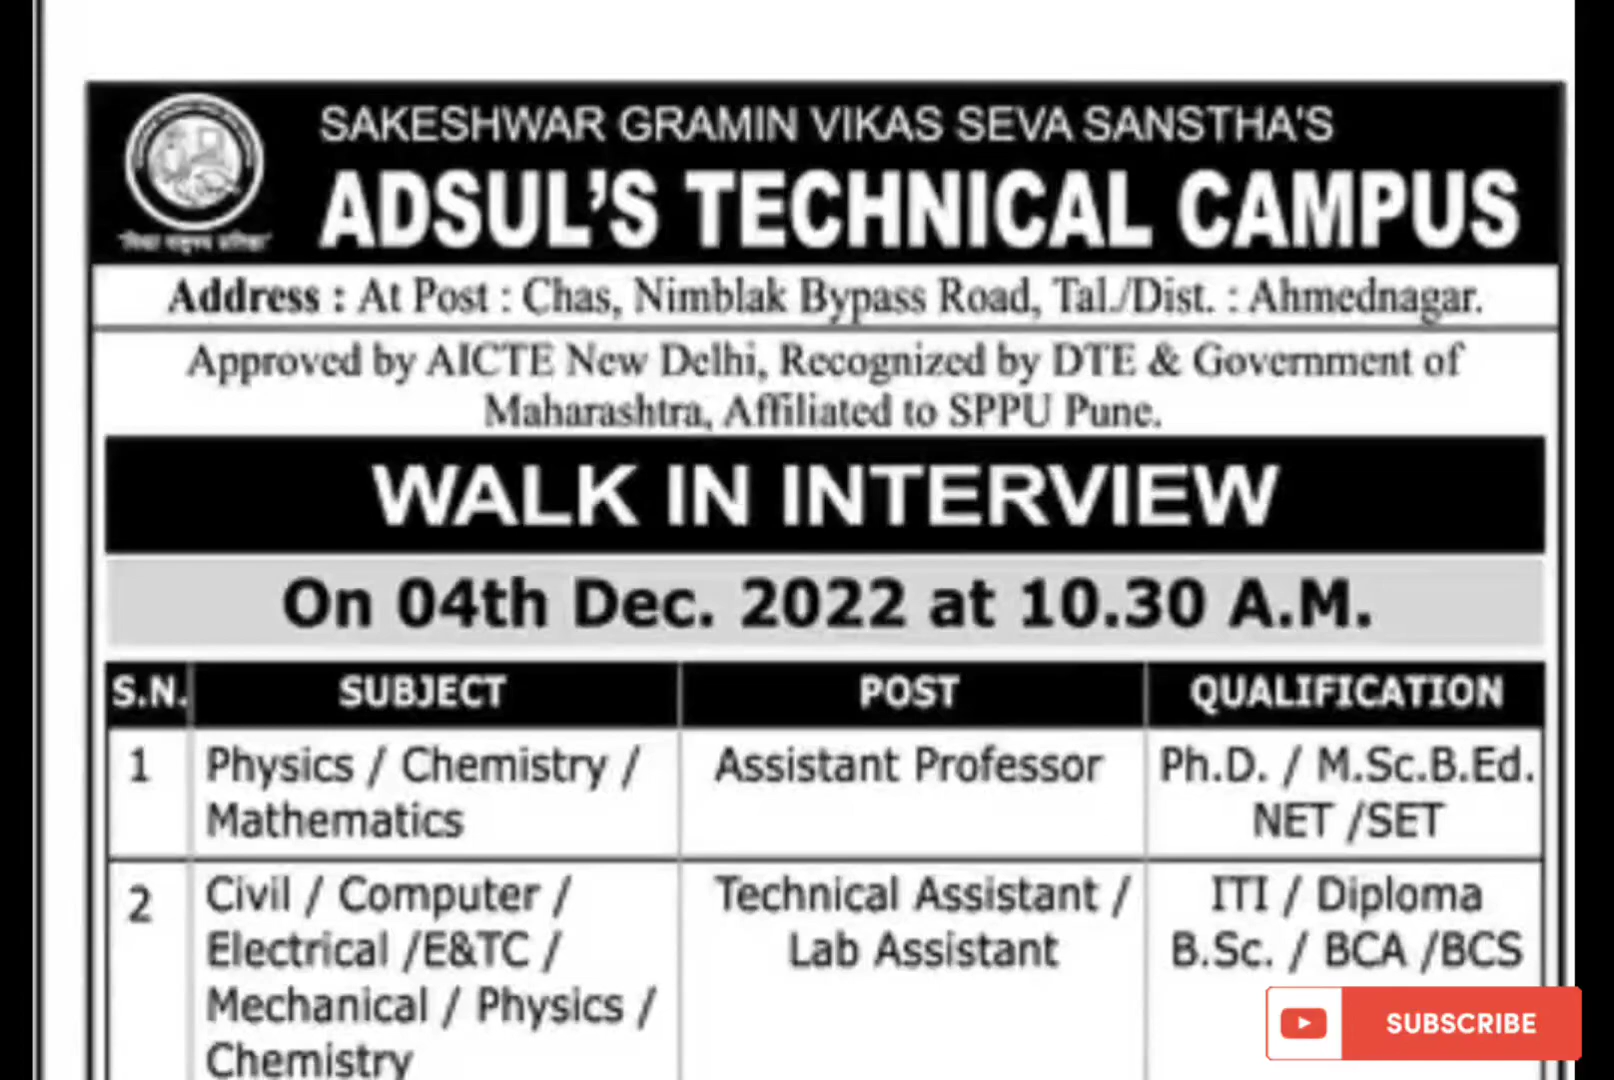 SAKESHWAR GRAMIN VIKAS SEVA SANSTHA'S
ADSUL'S TECHNICAL CAMPUS
Address : At Post : Chas, Nimblak Bypass Road, Tal./Dist. : Ahmednagar.
Approved by AICTE New Delhi, Recognized by DTE & Government of
Maharashtra, Affiliated to SPPU Pune.
WALK IN INTERVIEW
On 04th Dec. 2022 at 10.30 A.M.
S.N. SUBJECT POST QUALIFICATION
1 Physics / Chemistry / Assistant Professor Ph.D. / M.Sc.B.Ed.
Mathematics NET /SET
2 Civil / Computer / Technical Assistant / ITI / Diploma
Electrical /E&TC / Lab Assistant B.Sc. / BCA /BCS
Mechanical / Physics /
Chemistry
SUBSCRIBE